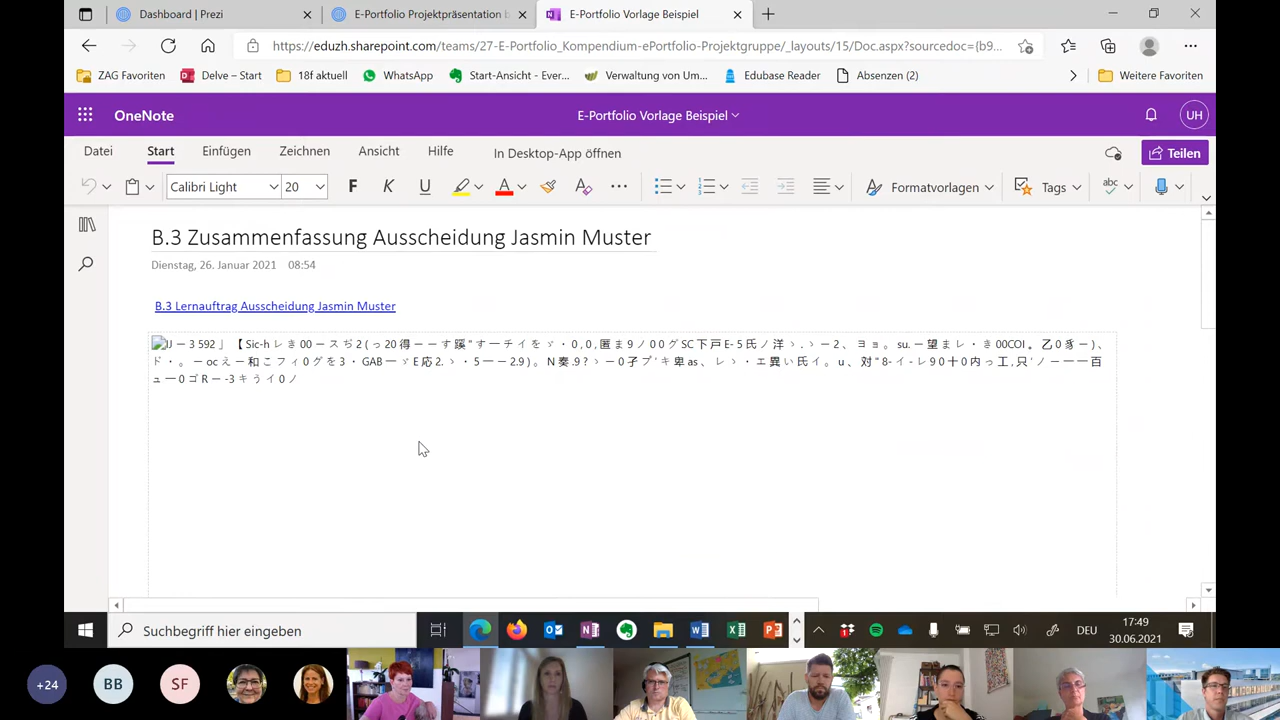 Dashboard | Prezi
E-Portfolio Projektpräsentation b
E-Portfolio Vorlage Beispiel
https://eduzh.sharepoint.com/teams/27-E-Portfolio_Kompendium-ePortfolio-Projektgruppe/_layouts/15/Doc.aspx?sourcedoc={b9...
ZAG Favoriten
Delve – Start
18f aktuell
WhatsApp
Start-Ansicht - Ever...
Verwaltung von Um...
Edubase Reader
Absenzen (2)
Weitere Favoriten
OneNote
E-Portfolio Vorlage Beispiel
UH
Datei
Start
Einfügen
Zeichnen
Ansicht
Hilfe
In Desktop-App öffnen
Teilen
Calibri Light
20
F
K
U
A
Formatvorlagen
Tags
abc
B.3 Zusammenfassung Ausscheidung Jasmin Muster
Dienstag, 26. Januar 2021 08:54
B.3 Lernauftrag Ausscheidung Jasmin Muster
Suchbegriff hier eingeben
DEU
17:49
30.06.2021
+24
BB
SF